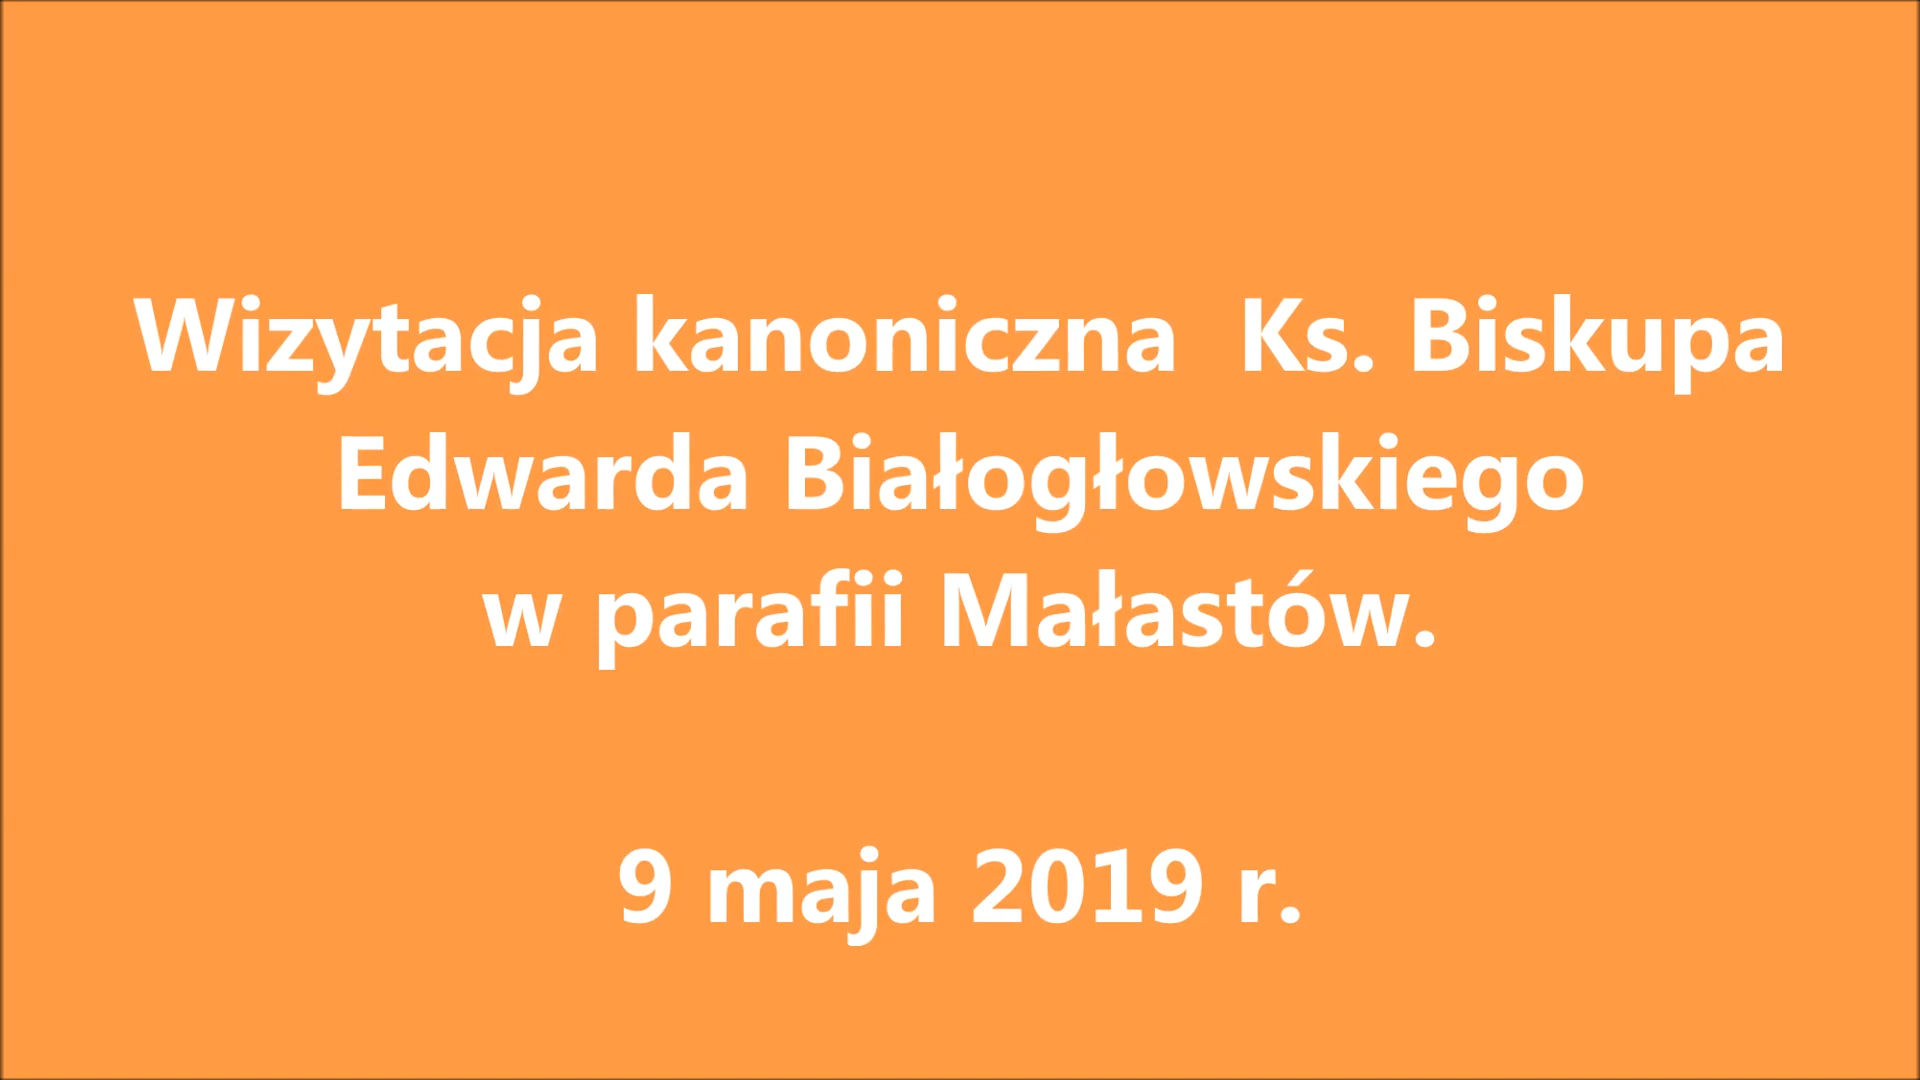 Wizytacja kanoniczna  Ks. Biskupa
Edwarda Białogłowskiego
w parafii Małastów.
9 maja 2019 r.